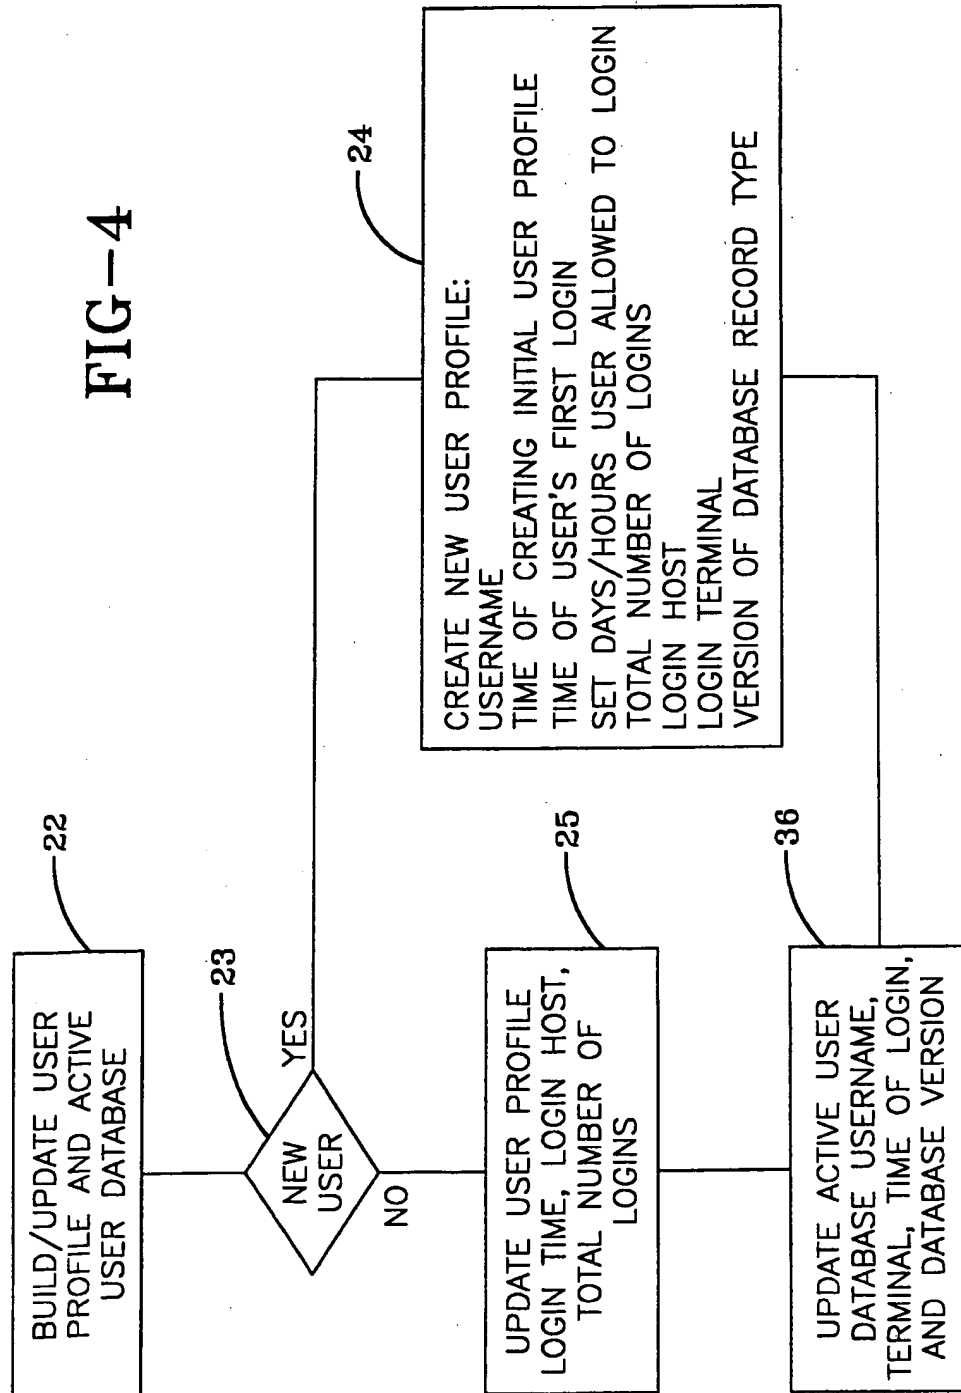 FIG-4
BUILD/UPDATE USER
PROFILE AND ACTIVE
USER DATABASE
22
NEW
USER
23
YES
NO
CREATE NEW USER PROFILE:
USERNAME
TIME OF CREATING INITIAL USER PROFILE
TIME OF USER'S FIRST LOGIN
SET DAYS/HOURS USER ALLOWED TO LOGIN
TOTAL NUMBER OF LOGINS
LOGIN HOST
LOGIN TERMINAL
VERSION OF DATABASE RECORD TYPE
24
UPDATE USER PROFILE
LOGIN TIME, LOGIN HOST,
TOTAL NUMBER OF
LOGINS
25
UPDATE ACTIVE USER
DATABASE USERNAME,
TERMINAL, TIME OF LOGIN,
AND DATABASE VERSION
36